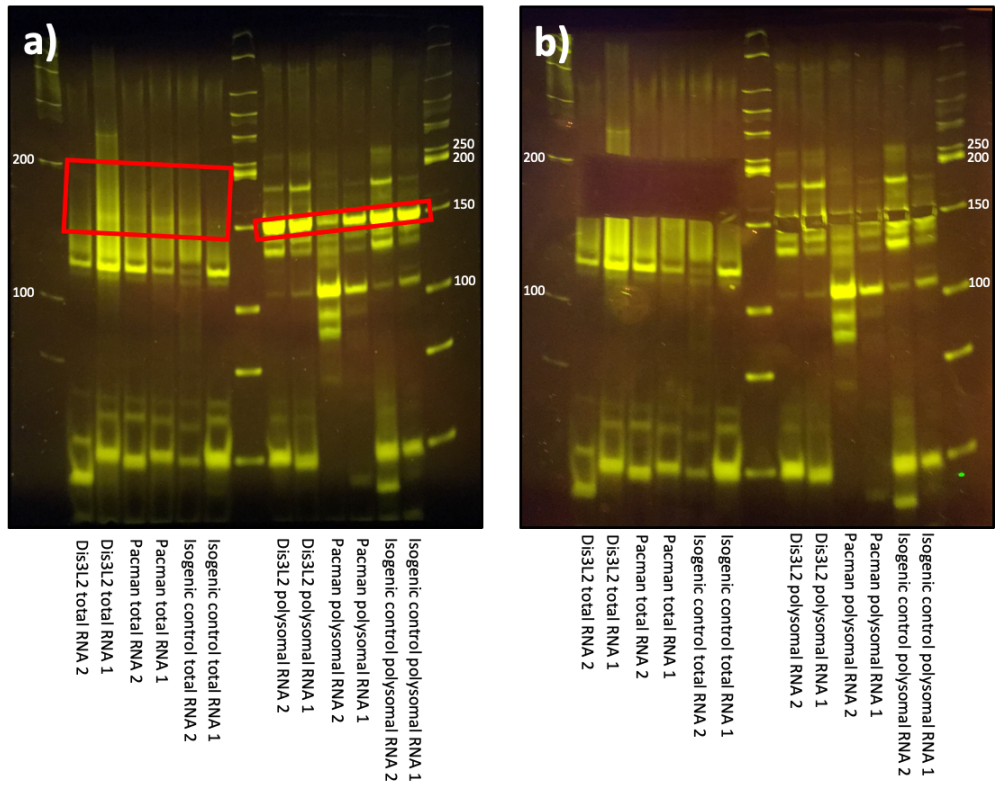 a)
200
100
250
200
150
100
Dis3L2 total RNA 2
Dis3L2 total RNA 1
Pacman total RNA 2
Pacman total RNA 1
Isogenic control total RNA 2
Isogenic control total RNA 1
Dis3L2 polysomal RNA 2
Dis3L2 polysomal RNA 1
Pacman polysomal RNA 2
Pacman polysomal RNA 1
Isogenic control polysomal RNA 2
Isogenic control polysomal RNA 1
b)
200
100
250
200
150
100
Dis3L2 total RNA 2
Dis3L2 total RNA 1
Pacman total RNA 2
Pacman total RNA 1
Isogenic control total RNA 2
Isogenic control total RNA 1
Dis3L2 polysomal RNA 2
Dis3L2 polysomal RNA 1
Pacman polysomal RNA 2
Pacman polysomal RNA 1
Isogenic control polysomal RNA 2
Isogenic control polysomal RNA 1